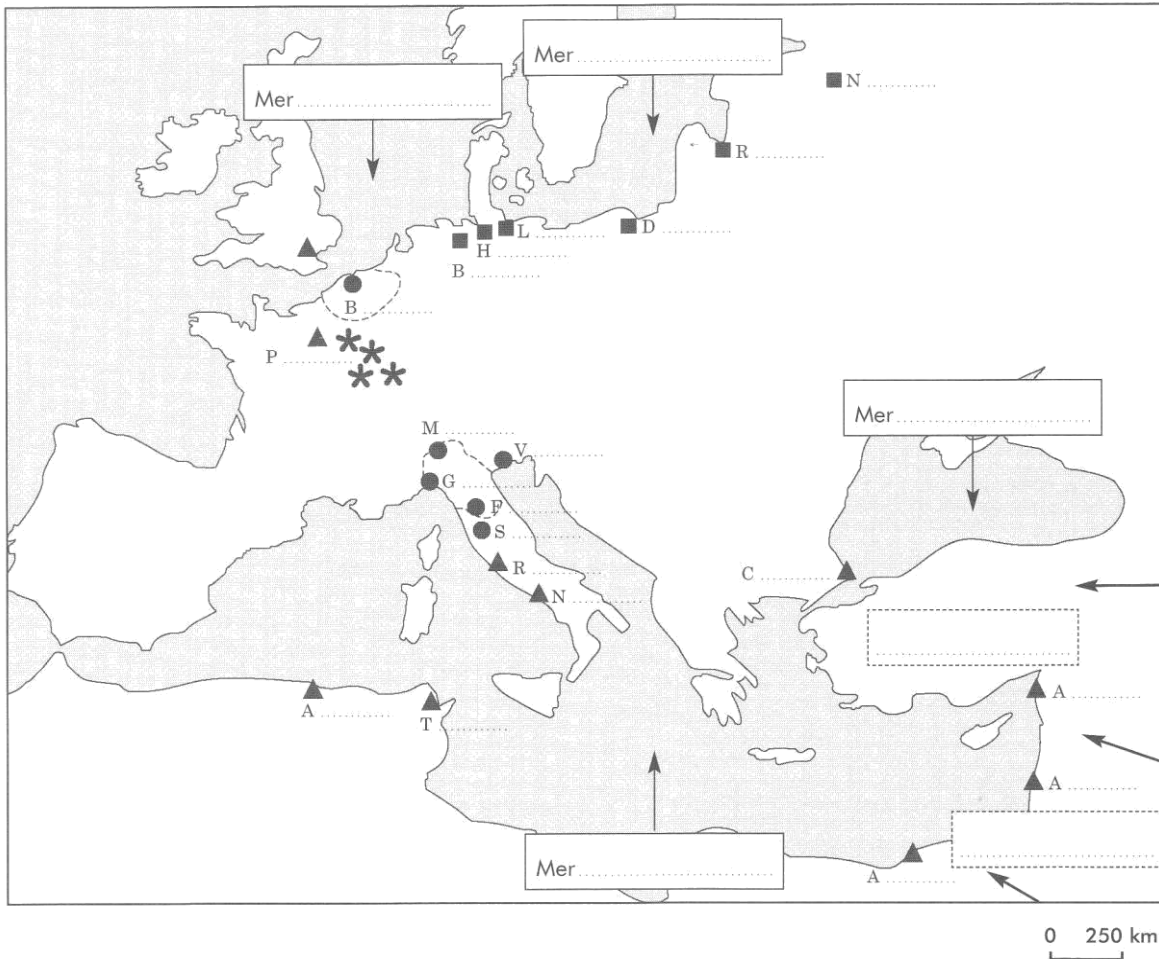 Mer ..............................
Mer ..............................
N ..............
R ..............
L ..............
D ..............
H ..............
B ..............
B ..............
P ..............
Mer ..............................
M ..............
V ..............
G ..............
F ..............
S ..............
R ..............
C ..............
N ..............
A ..............
A ..............
T ..............
A ..............
Mer ..............................
A ..............
0 250 km